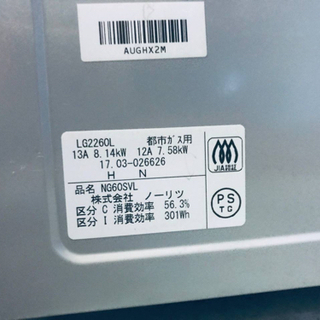 AUGHX2M
LG2260L 都市ガス用
13A 8.14kW 12A 7.58kW
17.03-026626
H N
JIA認証
品名 NG60SVL
株式会社 ノーリツ
区分 C 消費効率 56.3%
区分 I 消費効率 301Wh
PS
TG